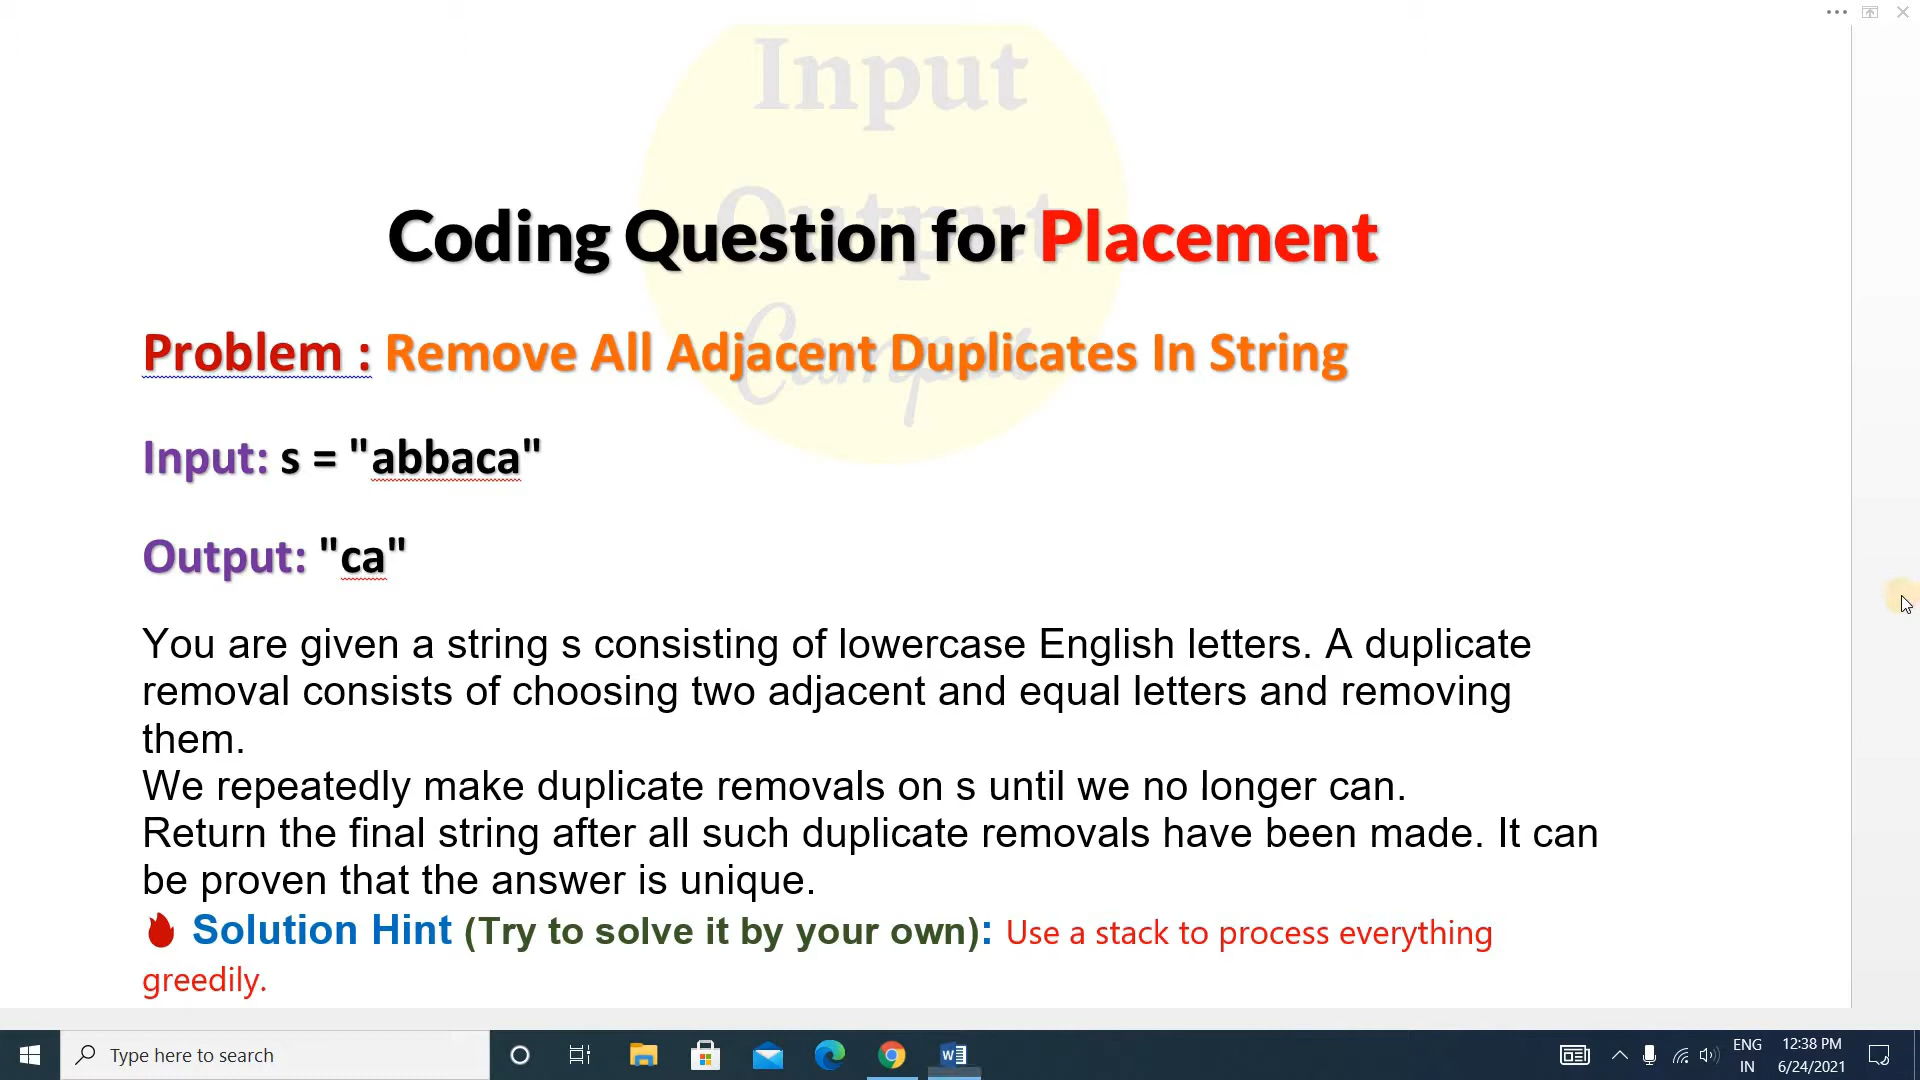 Input
Output
Campus
Coding Question for Placement
Problem : Remove All Adjacent Duplicates In String
Input: s = "abbaca"
Output: "ca"
You are given a string s consisting of lowercase English letters. A duplicate
removal consists of choosing two adjacent and equal letters and removing
them.
We repeatedly make duplicate removals on s until we no longer can.
Return the final string after all such duplicate removals have been made. It can
be proven that the answer is unique.
Solution Hint (Try to solve it by your own): Use a stack to process everything
greedily.
Type here to search
ENG
IN
12:38 PM
6/24/2021